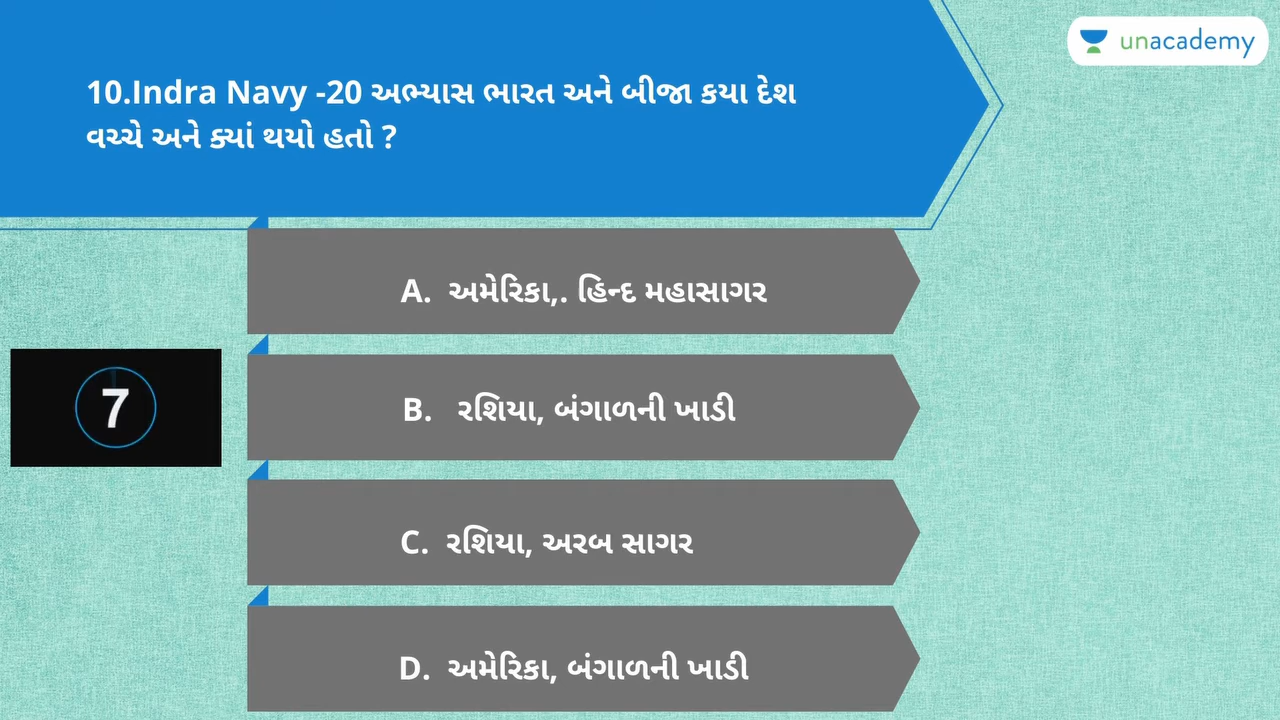 unacademy
10.Indra Navy -20 અભ્યાસ ભારત અને બીજા કયા દેશ
વચ્ચે અને ક્યાં થયો હતો ?
A. અમેરિકા,. હિન્દ મહાસાગર
7
B. રશિયા, બંગાળની ખાડી
C. રશિયા, અરબ સાગર
D. અમેરિકા, બંગાળની ખાડી